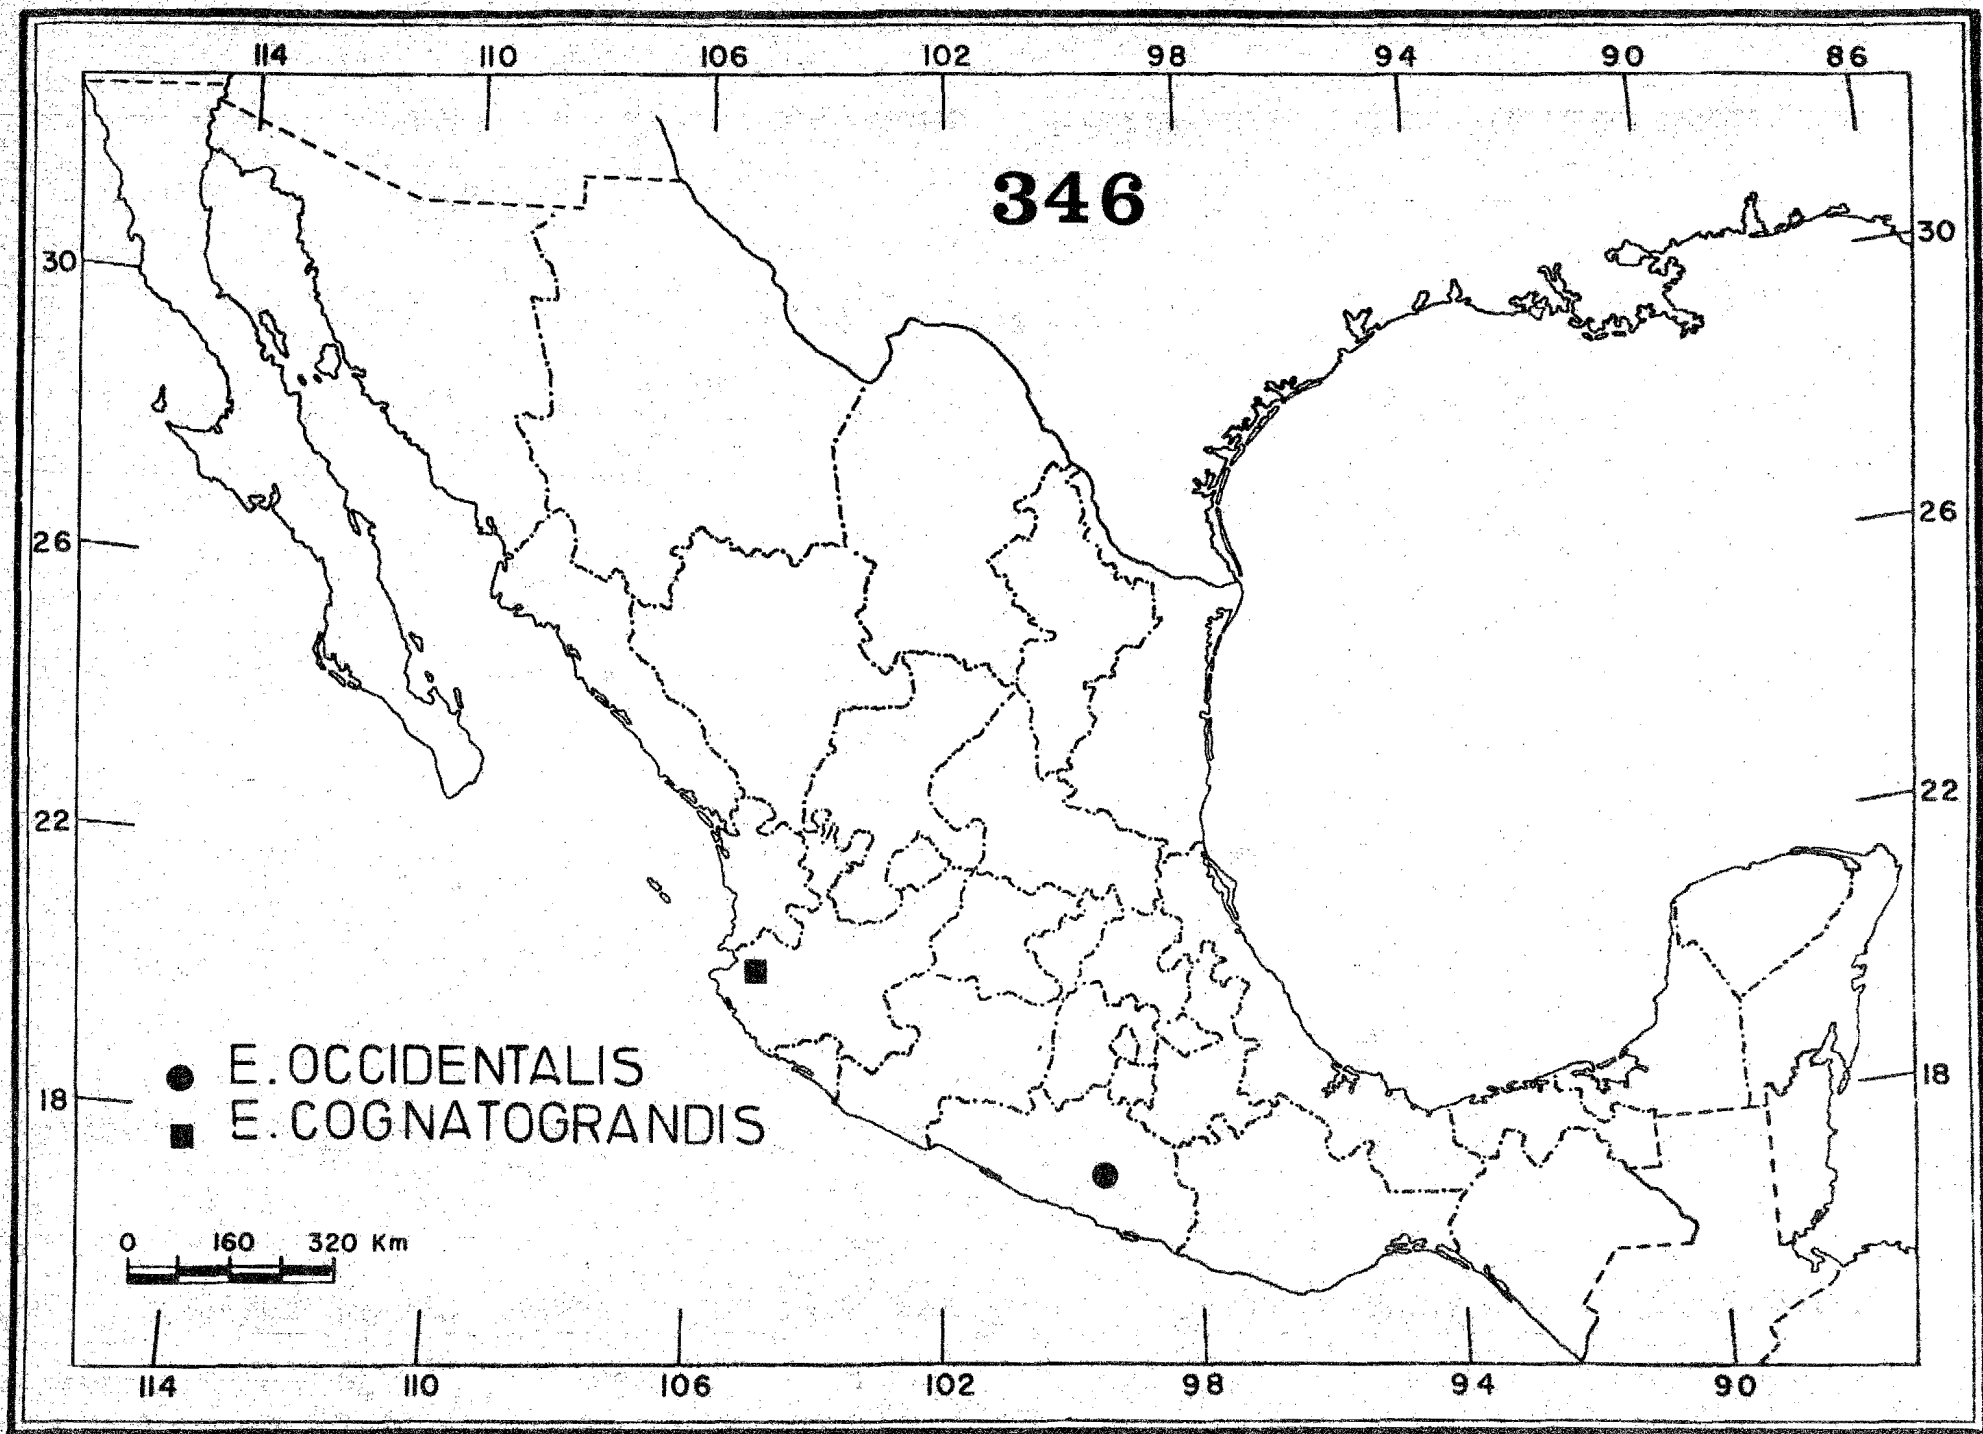 114 110 106 102 98 94 90 86
346
30 30
26 26
22 22
E. OCCIDENTALIS
18 18
E. COGNATOGRANDIS
0 160 320 Km
114 110 106 102 98 94 90